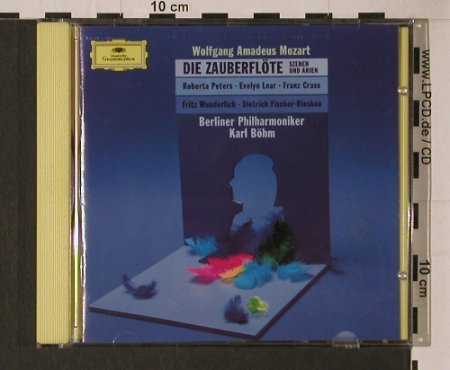 10 cm
Deutsche
Grammophon
Wolfgang Amadeus Mozart
DIE ZAUBERFLÖTE
SZENEN
UND ARIEN
Roberta Peters · Evelyn Lear · Franz Crass
Fritz Wunderlich · Dietrich Fischer-Dieskau
Berliner Philharmoniker
Karl Böhm
www.LPCD.de / CD
10 cm